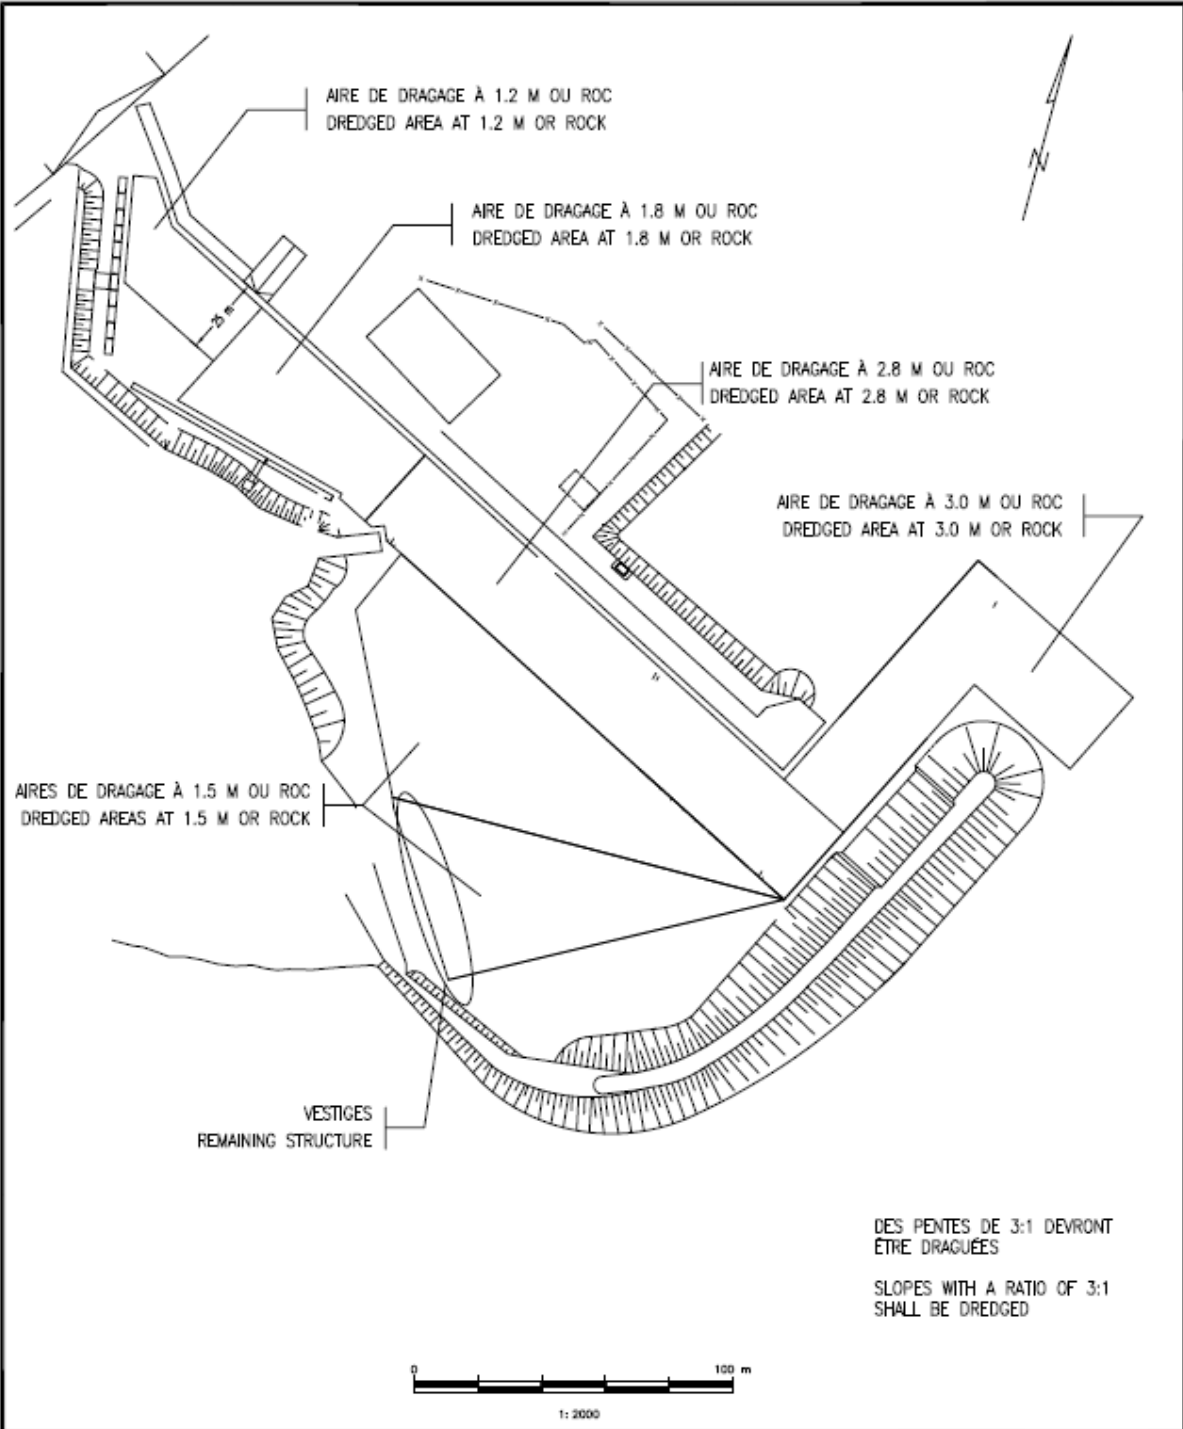 AIRE DE DRAGAGE À 1.2 M OU ROC
DREDGED AREA AT 1.2 M OR ROCK
N
AIRE DE DRAGAGE À 1.8 M OU ROC
DREDGED AREA AT 1.8 M OR ROCK
25 m
AIRE DE DRAGAGE À 2.8 M OU ROC
DREDGED AREA AT 2.8 M OR ROCK
AIRE DE DRAGAGE À 3.0 M OU ROC
DREDGED AREA AT 3.0 M OR ROCK
AIRES DE DRAGAGE À 1.5 M OU ROC
DREDGED AREAS AT 1.5 M OR ROCK
VESTIGES
REMAINING STRUCTURE
DES PENTES DE 3:1 DEVRONT
ÊTRE DRAGUÉES
SLOPES WITH A RATIO OF 3:1
SHALL BE DREDGED
0 100 m
1: 2000